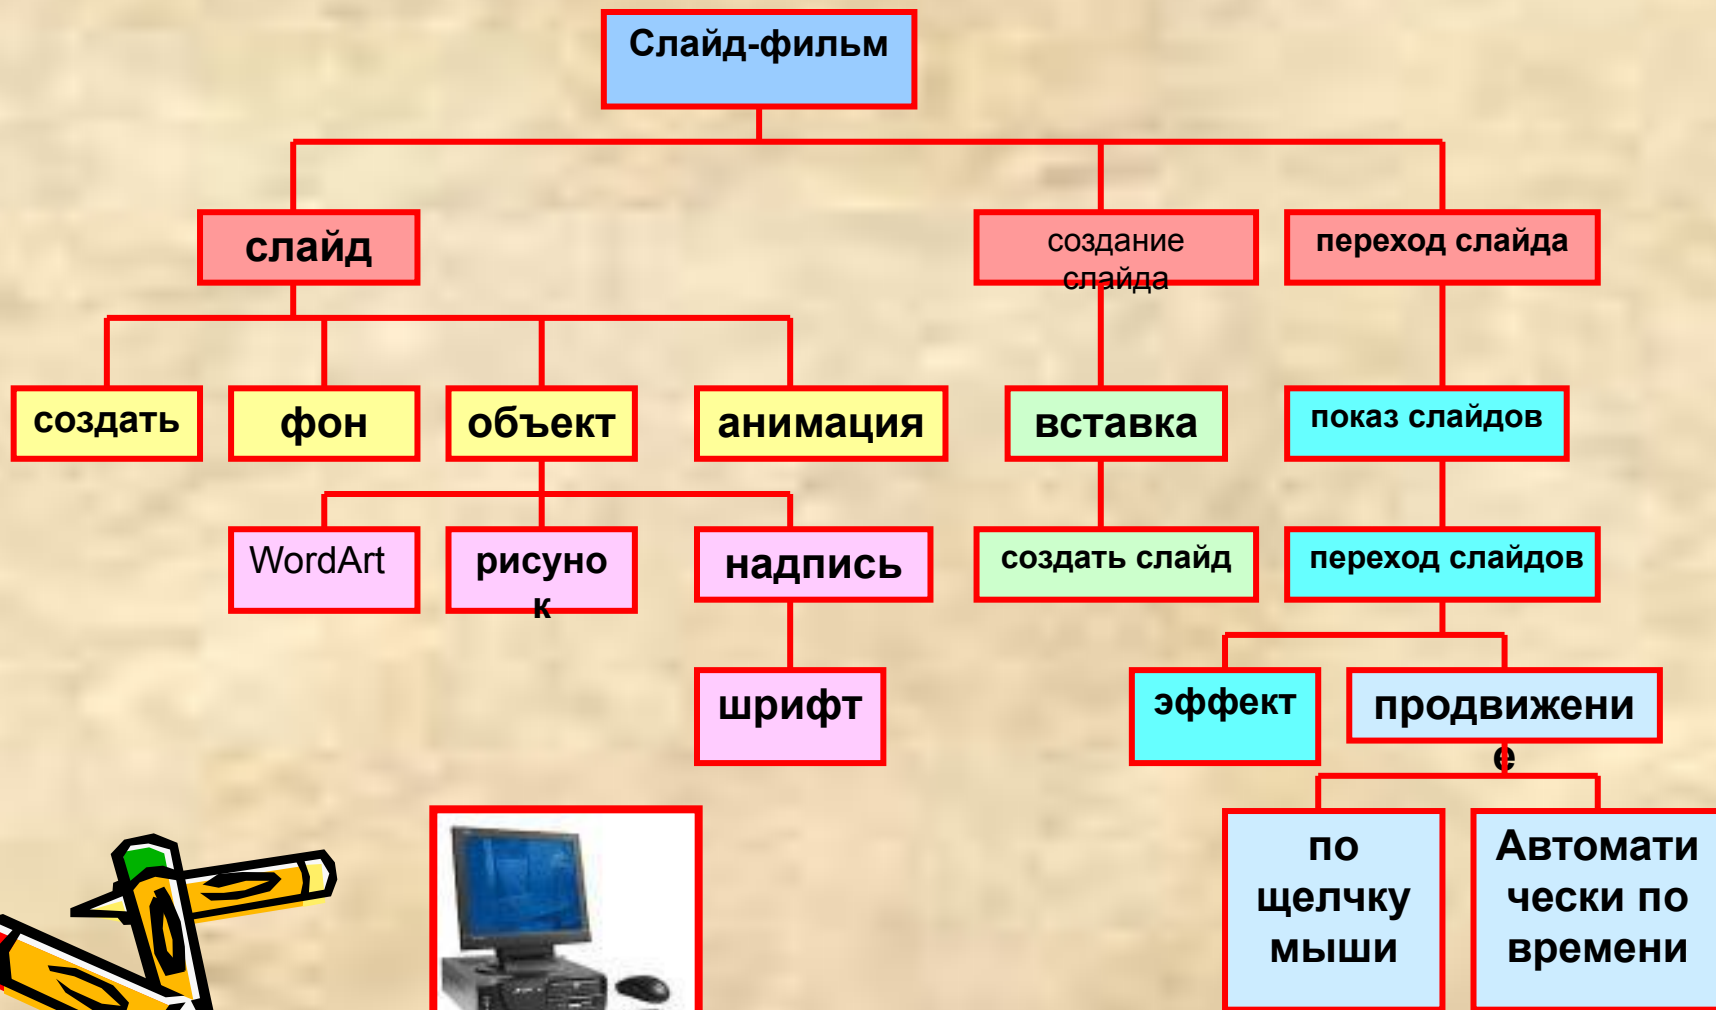 Слайд-фильм
слайд
создание
слайда
переход слайда
создать
фон
объект
анимация
вставка
показ слайдов
WordArt
рисуно
к
надпись
создать слайд
переход слайдов
шрифт
эффект
продвижени
е
по
щелчку
мыши
Автомати
чески по
времени